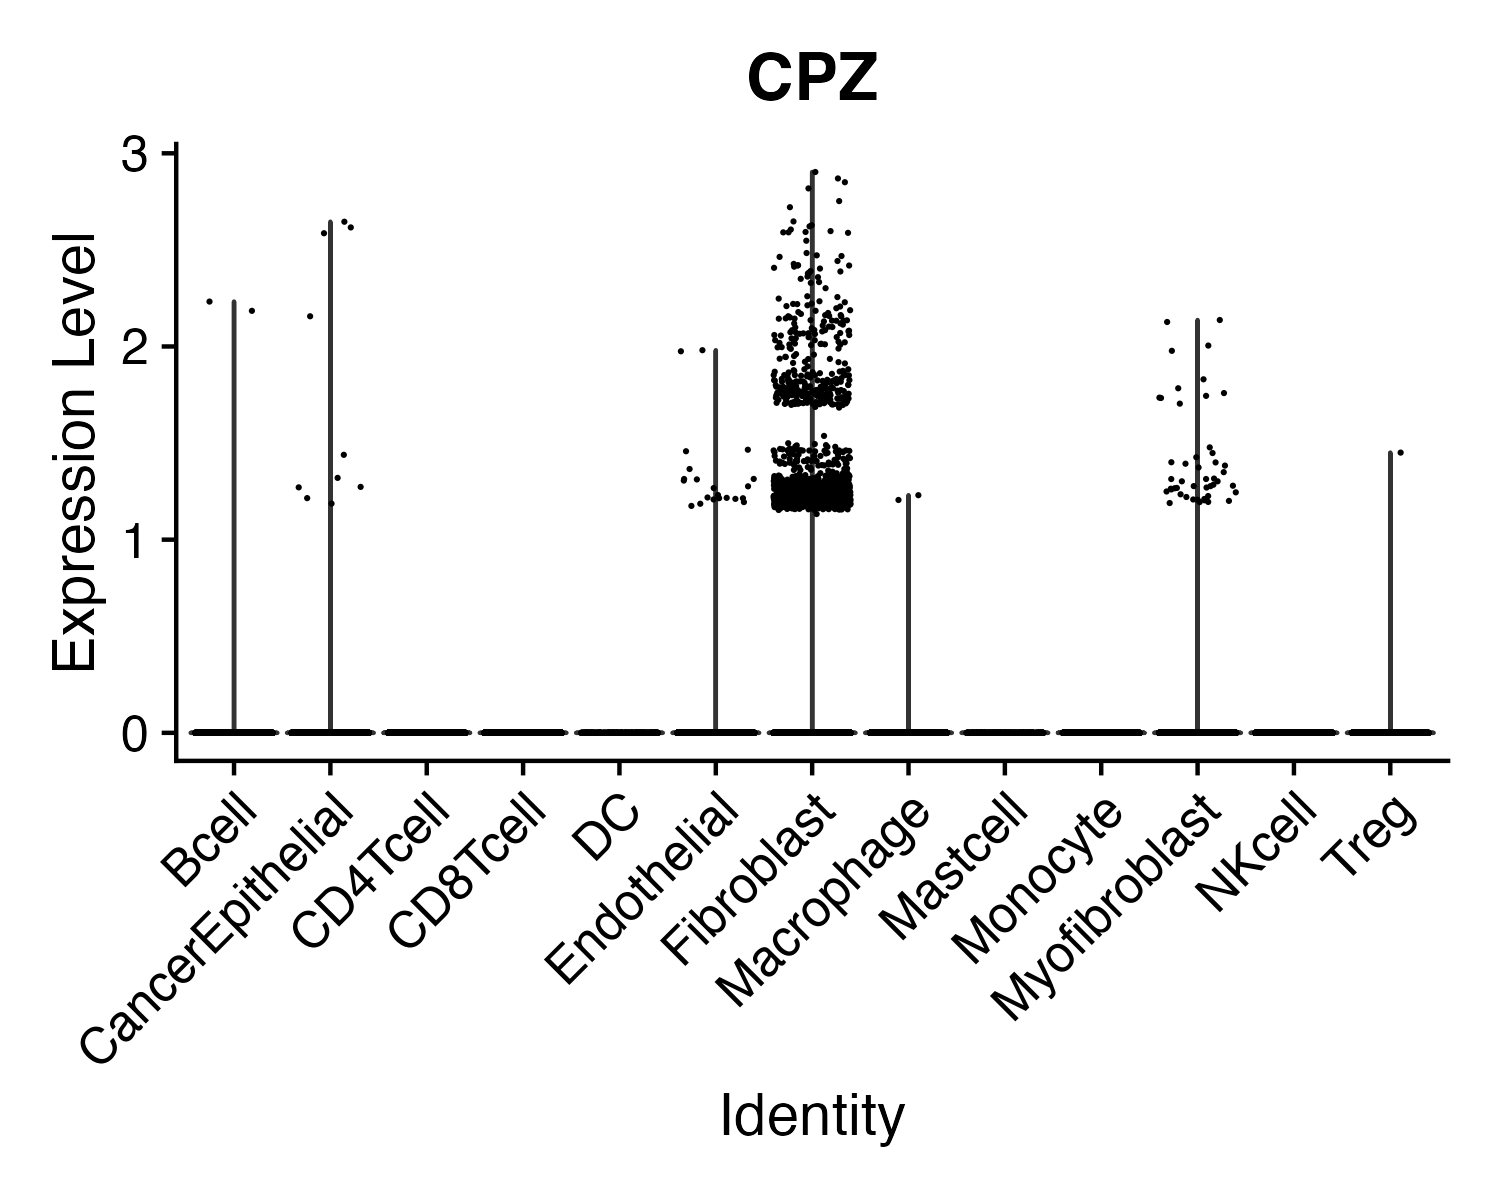 CPZ
Expression Level
3
2
1
0
Bcell
CancerEpithelial
CD4Tcell
CD8Tcell
DC
Endothelial
Fibroblast
Macrophage
Mastcell
Monocyte
Myofibroblast
NKcell
Treg
Identity